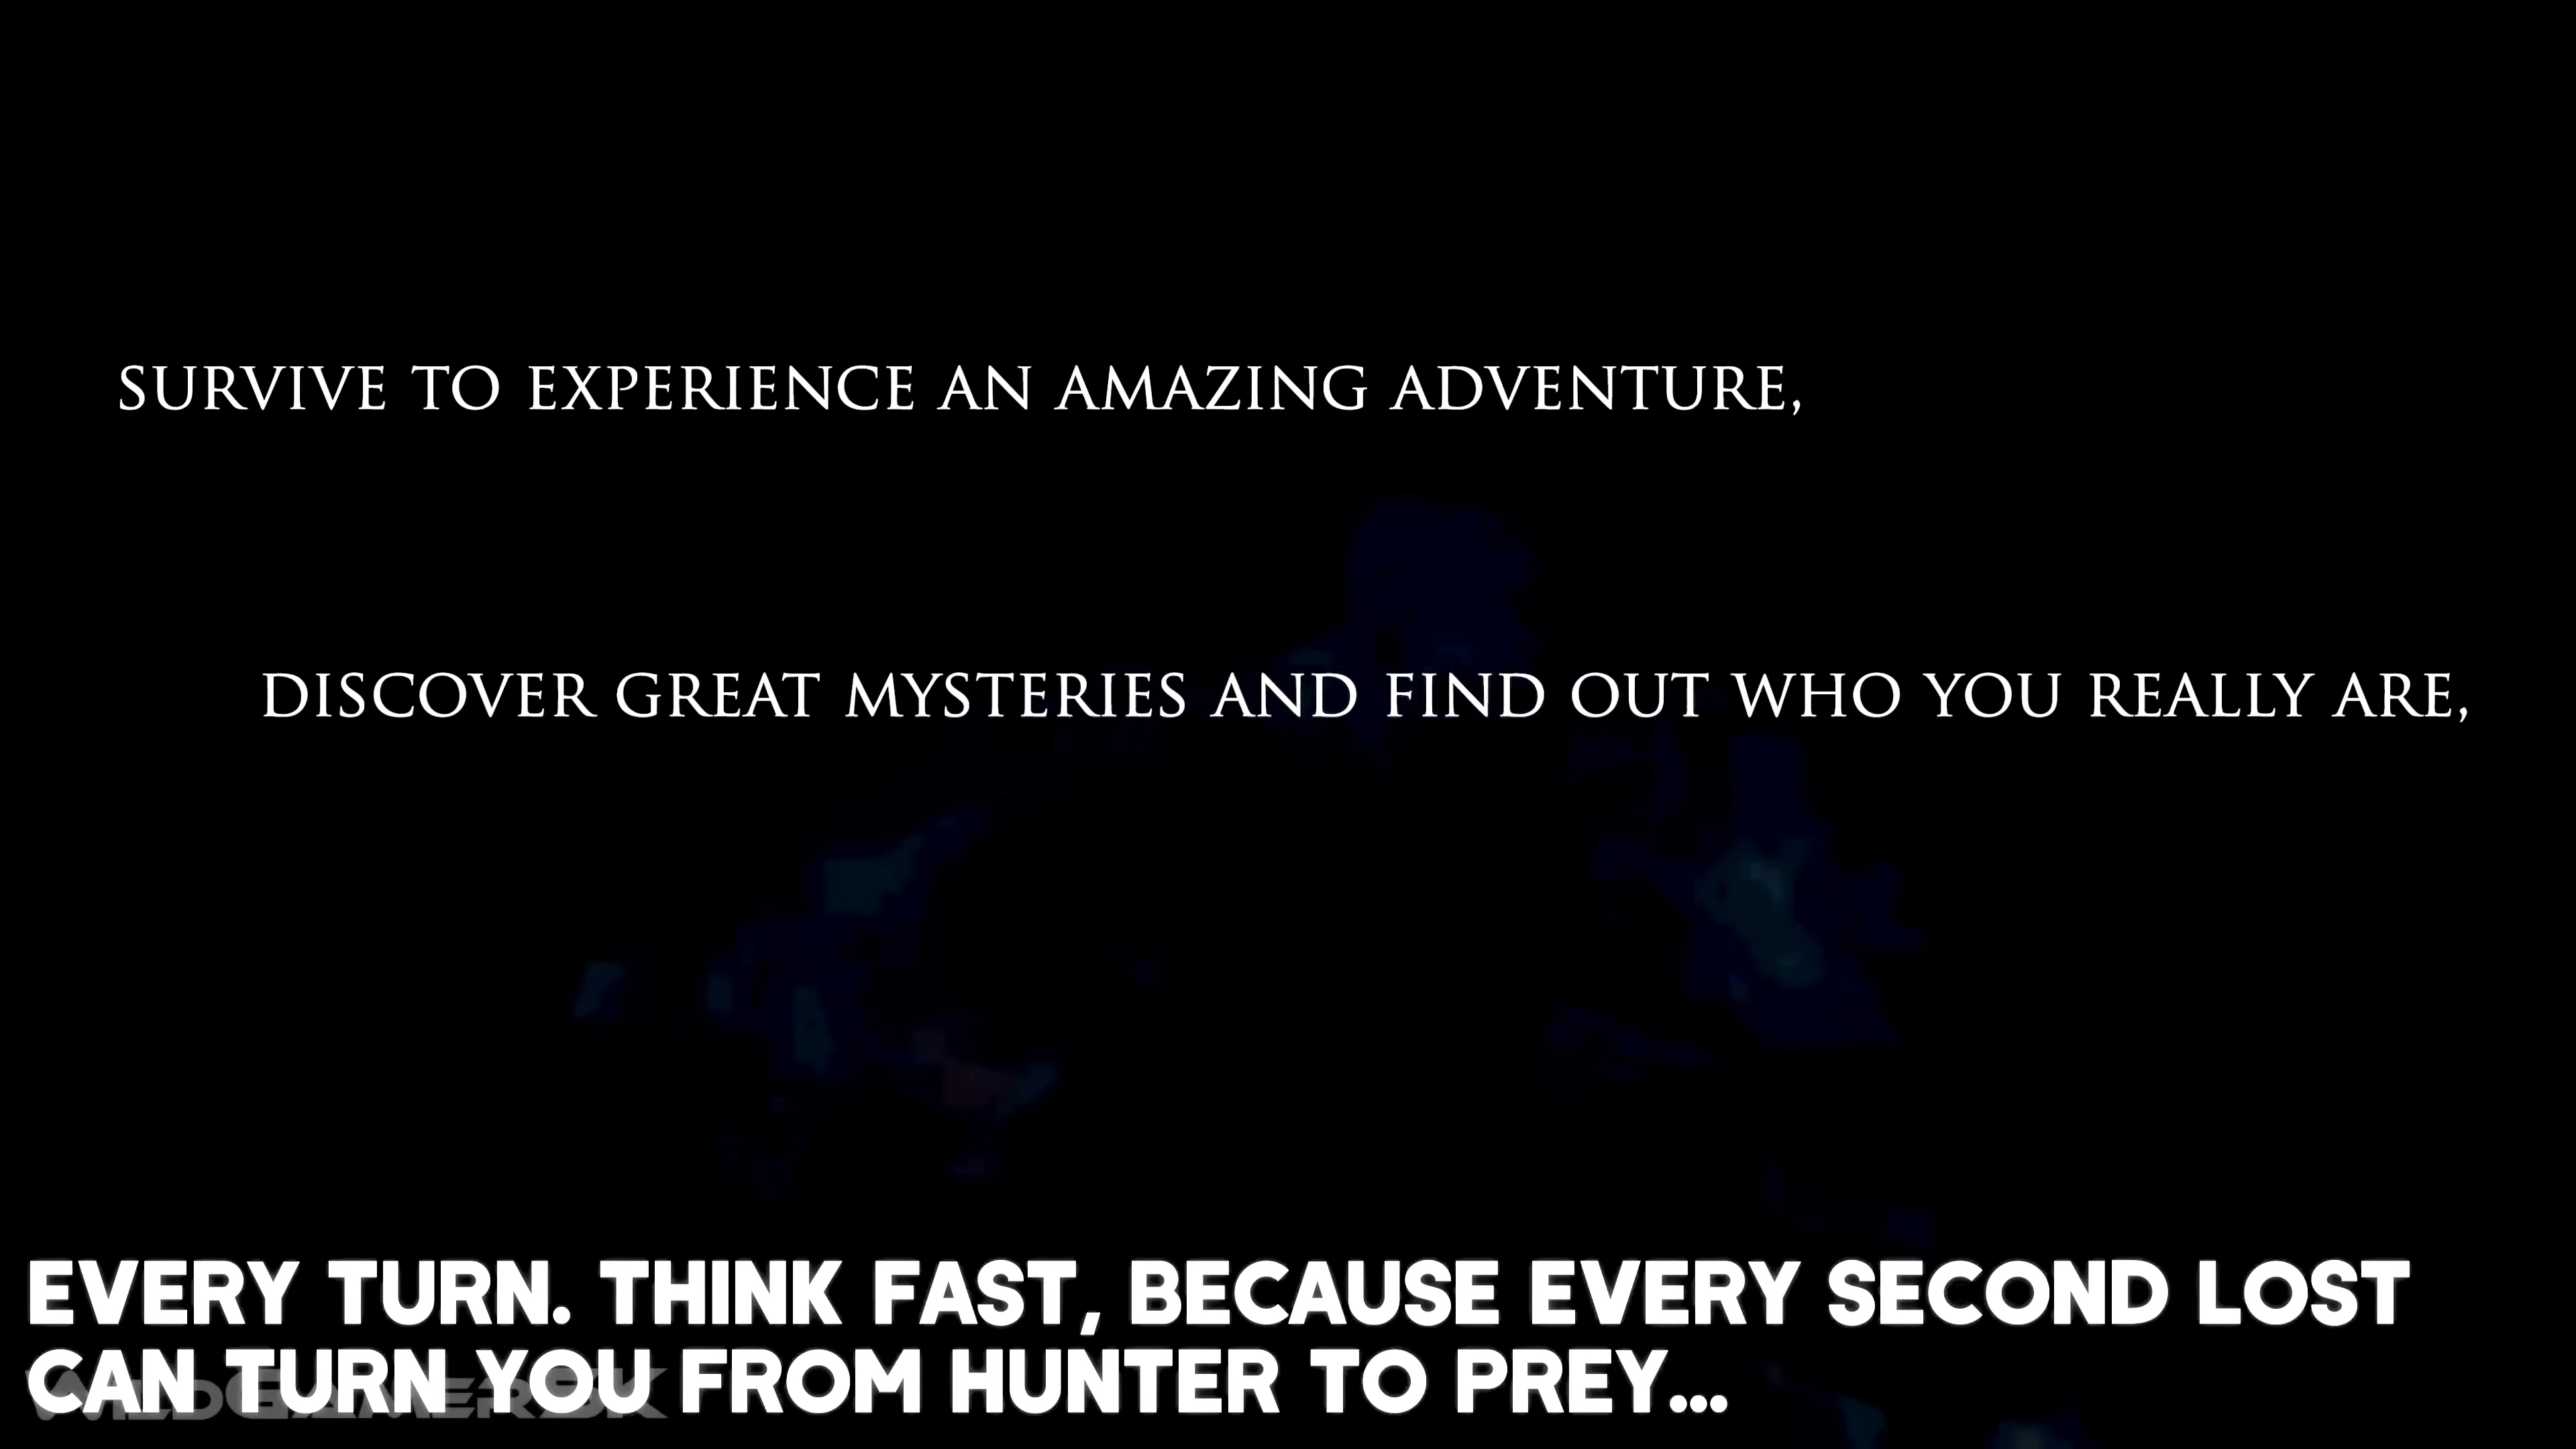 SURVIVE TO EXPERIENCE AN AMAZING ADVENTURE,
DISCOVER GREAT MYSTERIES AND FIND OUT WHO YOU REALLY ARE,
EVERY TURN. THINK FAST, BECAUSE EVERY SECOND LOST
CAN TURN YOU FROM HUNTER TO PREY...
WildGamerSK